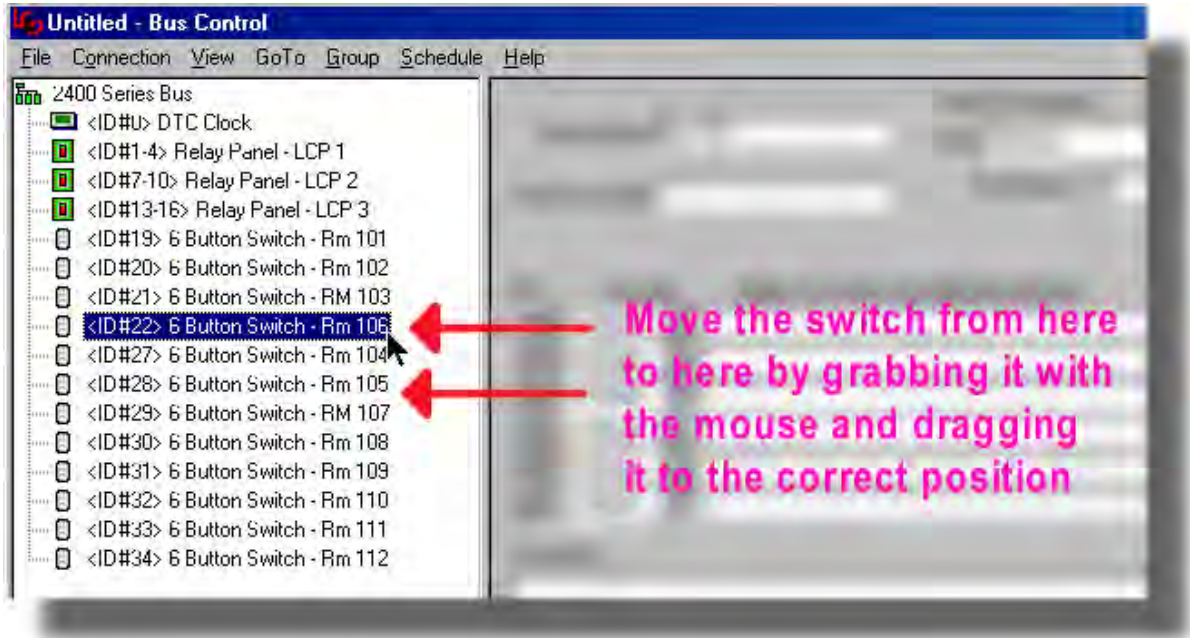 Untitled - Bus Control
File Connection View GoTo Group Schedule Help
2400 Series Bus
<ID#0> DTC Clock
<ID#1-4> Relay Panel - LCP 1
<ID#7-10> Relay Panel - LCP 2
<ID#13-16> Relay Panel - LCP 3
<ID#19> 6 Button Switch - Rm 101
<ID#20> 6 Button Switch - Rm 102
<ID#21> 6 Button Switch - RM 103
<ID#22> 6 Button Switch - Rm 106
<ID#27> 6 Button Switch - Rm 104
<ID#28> 6 Button Switch - Rm 105
<ID#29> 6 Button Switch - RM 107
<ID#30> 6 Button Switch - Rm 108
<ID#31> 6 Button Switch - Rm 109
<ID#32> 6 Button Switch - Rm 110
<ID#33> 6 Button Switch - Rm 111
<ID#34> 6 Button Switch - Rm 112
Move the switch from here
to here by grabbing it with
the mouse and dragging
it to the correct position